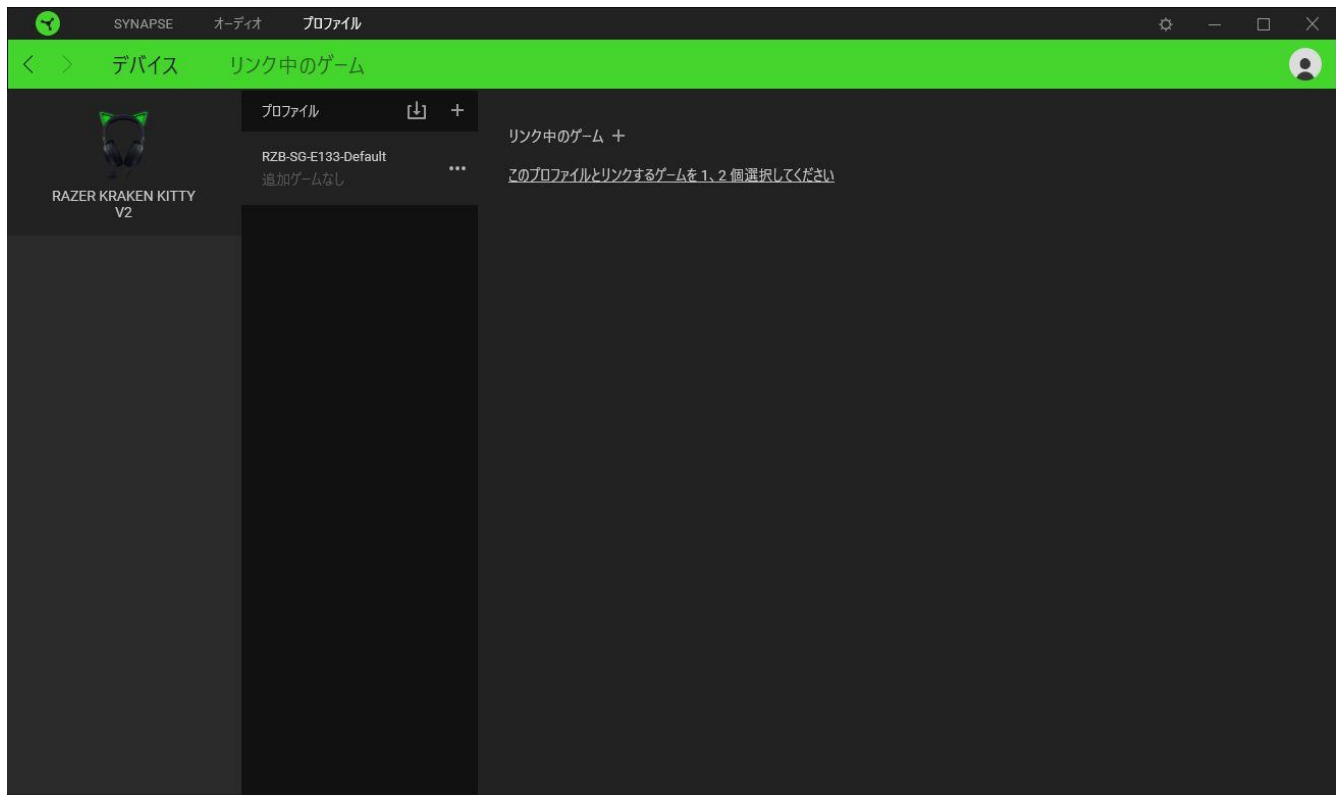 SYNAPSE オーディオ プロファイル
デバイス リンク中のゲーム
RAZER KRAKEN KITTY
V2
プロファイル
RZB-SG-E133-Default
追加ゲームなし
リンク中のゲーム +
このプロファイルとリンクするゲームを 1、2 個選択してください